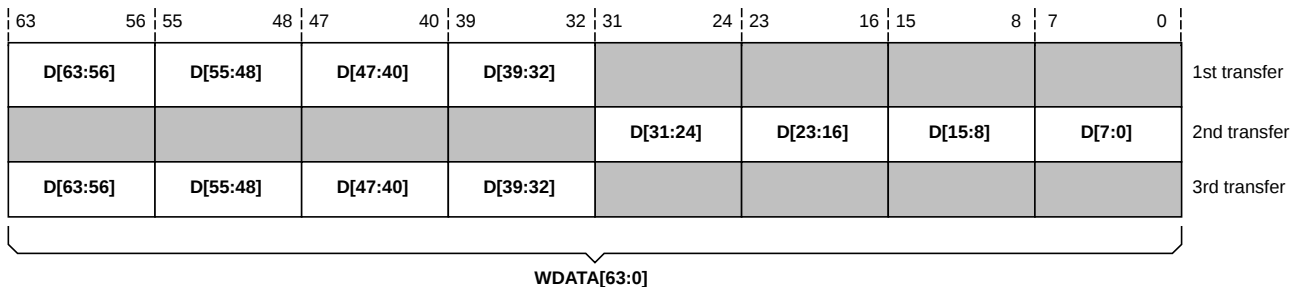 63 56 55 48 47 40 39 32 31 24 23 16 15 8 7 0
D[63:56] D[55:48] D[47:40] D[39:32] 1st transfer
D[31:24] D[23:16] D[15:8] D[7:0] 2nd transfer
D[63:56] D[55:48] D[47:40] D[39:32] 3rd transfer
WDATA[63:0]